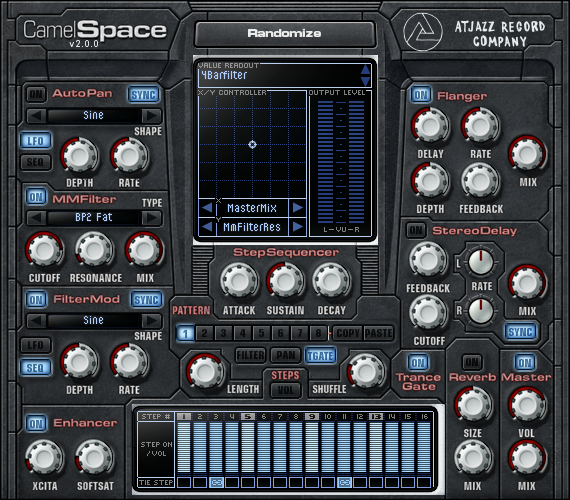 CamelSpace
v2.0.0
Randomize
ATJAZZ RECORD
COMPANY
VALUE READOUT
4Barfilter
X/Y CONTROLLER
OUTPUT LEVEL
X
MasterMix
Y
MmFilterRes
L-VU-R
ON
AutoPan
SYNC
Sine
SHAPE
LFO
SEQ
DEPTH
RATE
ON
MMFilter
TYPE
BP2 Fat
CUTOFF
RESONANCE
MIX
ON
FilterMod
SYNC
Sine
SHAPE
LFO
SEQ
DEPTH
RATE
ON
Enhancer
XCITA
SOFTSAT
StepSequencer
ATTACK
SUSTAIN
DECAY
PATTERN
1 2 3 4 5 6 7 8 COPY PASTE
FILTER PAN TGATE
LENGTH
STEPS
VOL
SHUFFLE
ON
Trance
Gate
STEP # 1 2 3 4 5 6 7 8 9 10 11 12 13 14 15 16
STEP ON
/VOL
TIE STEP
ON
Flanger
DELAY
RATE
MIX
DEPTH
FEEDBACK
ON
StereoDelay
FEEDBACK
L
RATE
R
MIX
CUTOFF
SYNC
ON
Reverb
SIZE
MIX
ON
Master
VOL
MIX